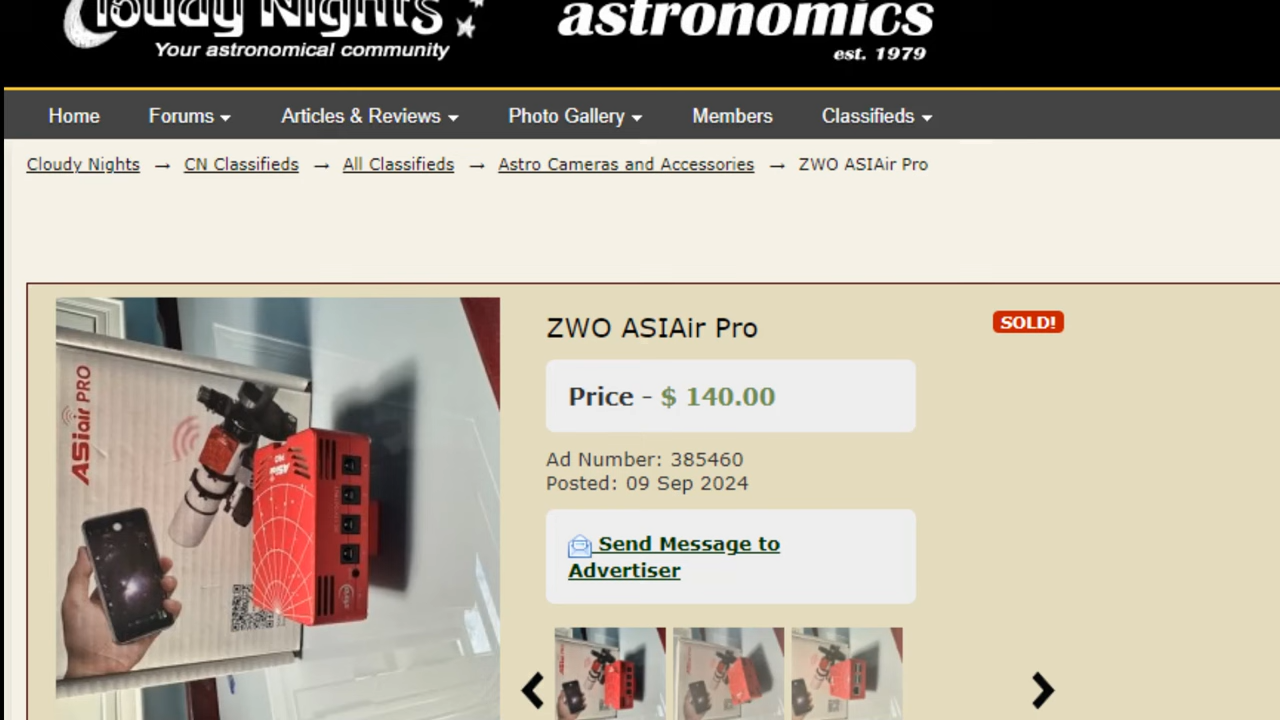 Cloudy Nights
Your astronomical community
astronomics
est. 1979
Home Forums Articles & Reviews Photo Gallery Members Classifieds
Cloudy Nights → CN Classifieds → All Classifieds → Astro Cameras and Accessories → ZWO ASIAir Pro
ASiair PRO
ZWO ASIAir Pro
SOLD!
Price - $ 140.00
Ad Number: 385460
Posted: 09 Sep 2024
Send Message to
Advertiser